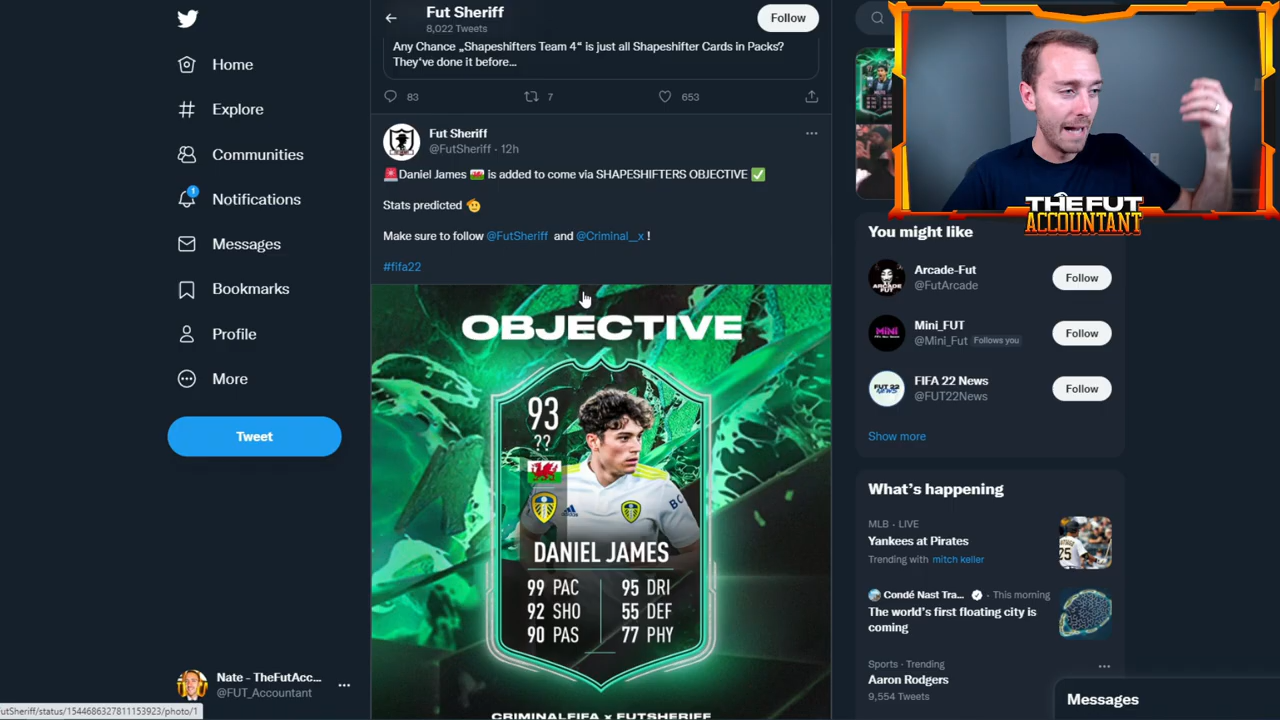 Home
Explore
Communities
1
Notifications
Messages
Bookmarks
Profile
More
Tweet
Nate - TheFutAcc...
@FUT_Accountant
FutSheriff/status/1544686327811153923/photo/1
Fut Sheriff
8,022 Tweets
Follow
Any Chance „Shapeshifters Team 4“ is just all Shapeshifter Cards in Packs?
They've done it before...
83
7
653
Fut Sheriff
@FutSheriff · 12h
🚨Daniel James 🏴󠁧󠁢󠁷󠁬󠁳󠁿 is added to come via SHAPESHIFTERS OBJECTIVE ✅
Stats predicted 🤕
Make sure to follow @FutSheriff and @Criminal__x !
#fifa22
OBJECTIVE
93
??
DANIEL JAMES
99 PAC 95 DRI
92 SHO 55 DEF
90 PAS 77 PHY
CRIMINALFIFA x FUTSHERIFF
THE FUT
ACCOUNTANT
You might like
Arcade-Fut
@FutArcade
Follow
Mini_FUT
@Mini_Fut Follows you
Follow
FIFA 22 News
@FUT22News
Follow
Show more
What's happening
MLB · LIVE
Yankees at Pirates
Trending with mitch keller
Condé Nast Tra... · This morning
The world's first floating city is
coming
Sports · Trending
Aaron Rodgers
9,554 Tweets
Messages